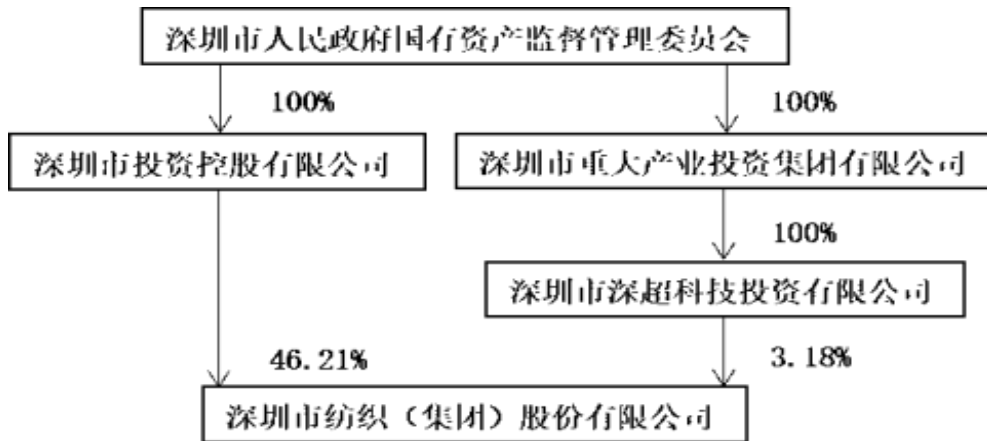 深圳市人民政府国有资产监督管理委员会
100%
100%
深圳市投资控股有限公司
深圳市重大产业投资集团有限公司
100%
深圳市深超科技投资有限公司
46.21%
3.18%
深圳市纺织（集团）股份有限公司